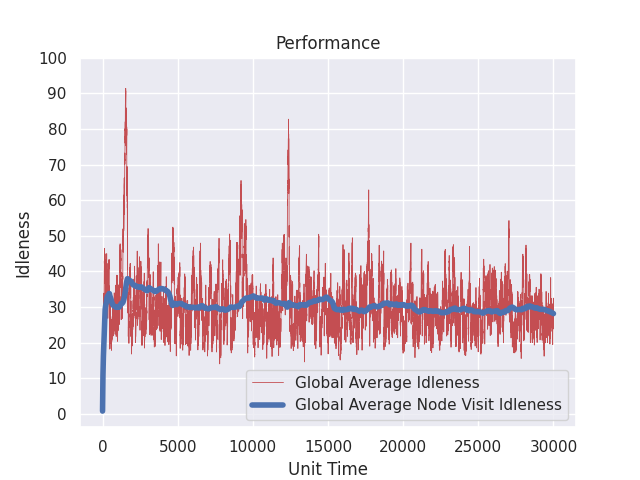 Performance
100
90
80
70
60
50
40
30
20
10
0
Idleness
Global Average Idleness
Global Average Node Visit Idleness
0 5000 10000 15000 20000 25000 30000
Unit Time